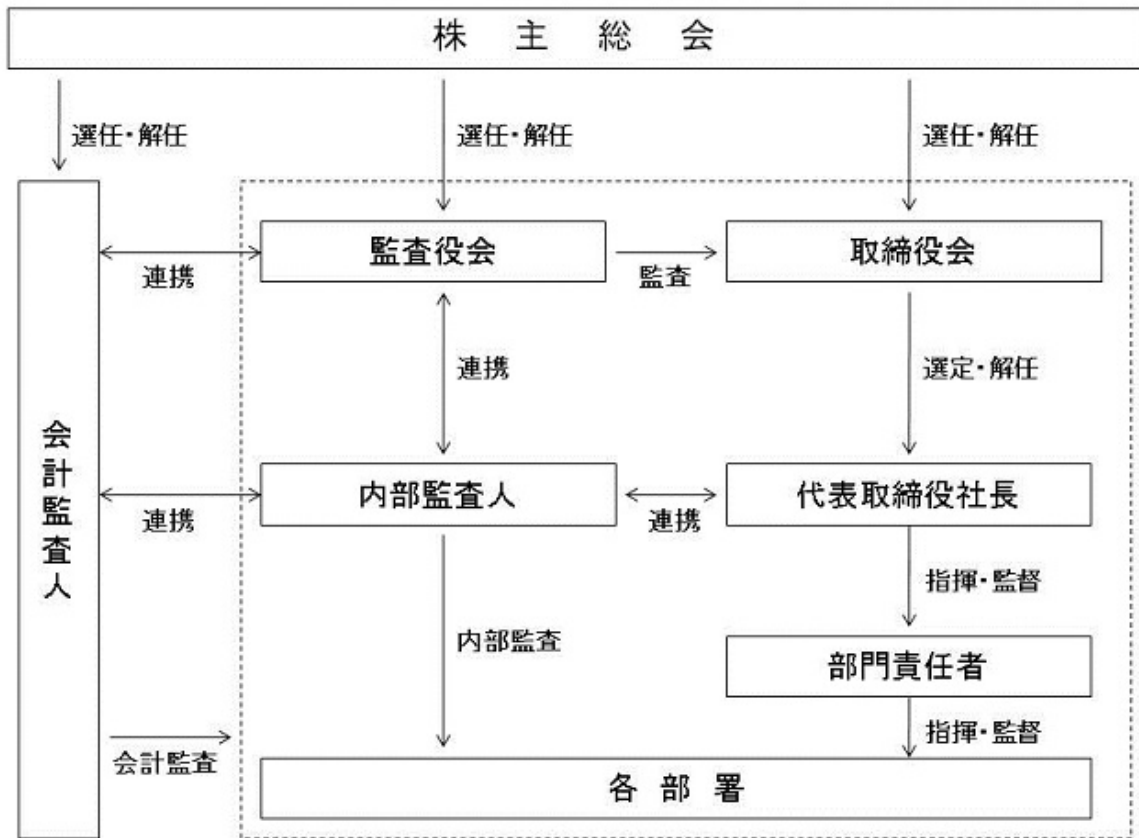 株主総会
選任・解任
選任・解任
選任・解任
監査役会
取締役会
連携
監査
連携
選定・解任
会計監査人
内部監査人
代表取締役社長
連携
連携
指揮・監督
内部監査
部門責任者
会計監査
指揮・監督
各部署